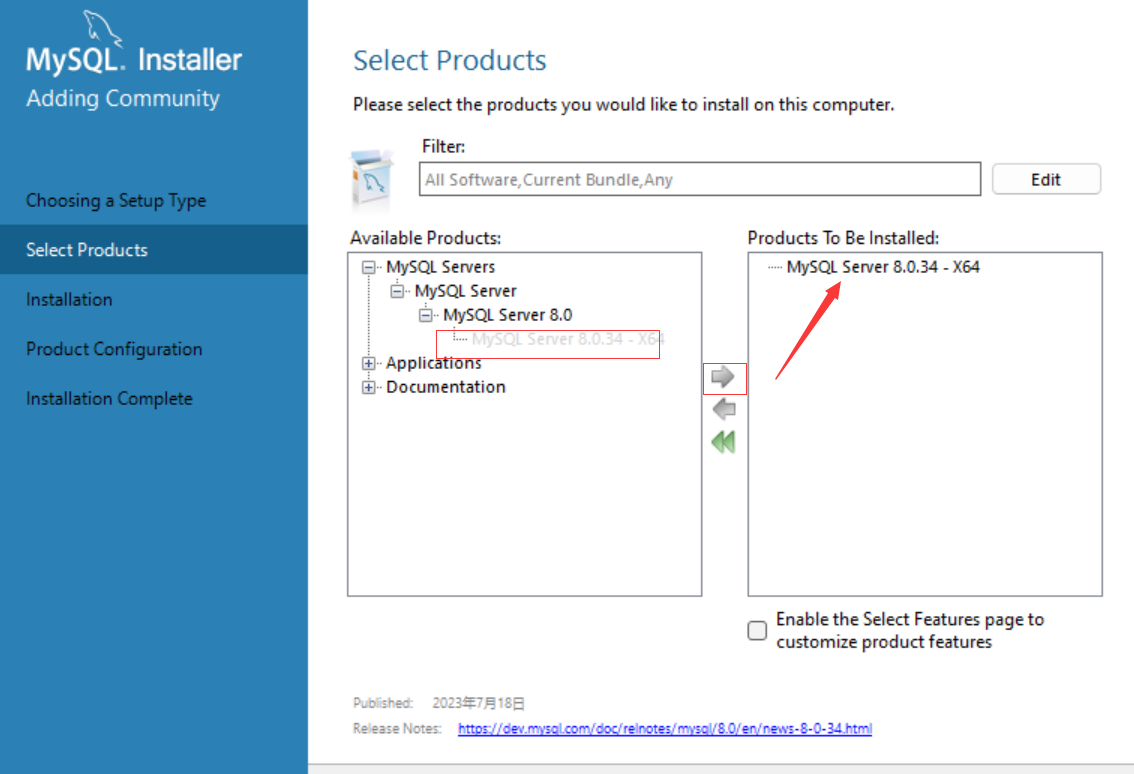 MySQL. Installer
Adding Community
Choosing a Setup Type
Select Products
Installation
Product Configuration
Installation Complete
Select Products
Please select the products you would like to install on this computer.
Filter:
All Software,Current Bundle,Any
Edit
Available Products:
MySQL Servers
MySQL Server
MySQL Server 8.0
MySQL Server 8.0.34 - X64
Applications
Documentation
Products To Be Installed:
MySQL Server 8.0.34 - X64
Enable the Select Features page to
customize product features
Published: 2023年7月18日
Release Notes: https://dev.mysql.com/doc/relnotes/mysql/8.0/en/news-8-0-34.html